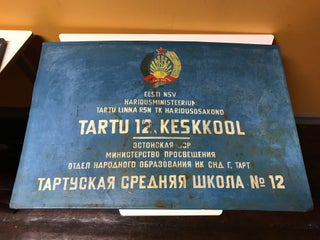 EESTI NSV
HARIDUSMINISTEERIUM
TARTU LINNA RSN TK HARIDUSOSAKOND
TARTU 12. KESKKOOL
ЭСТОНСКАЯ ССР
МИНИСТЕРСТВО ПРОСВЕЩЕНИЯ
ОТДЕЛ НАРОДНОГО ОБРАЗОВАНИЯ ИК СНД Г. ТАРТ
ТАРТУСКАЯ СРЕДНЯЯ ШКОЛА № 12